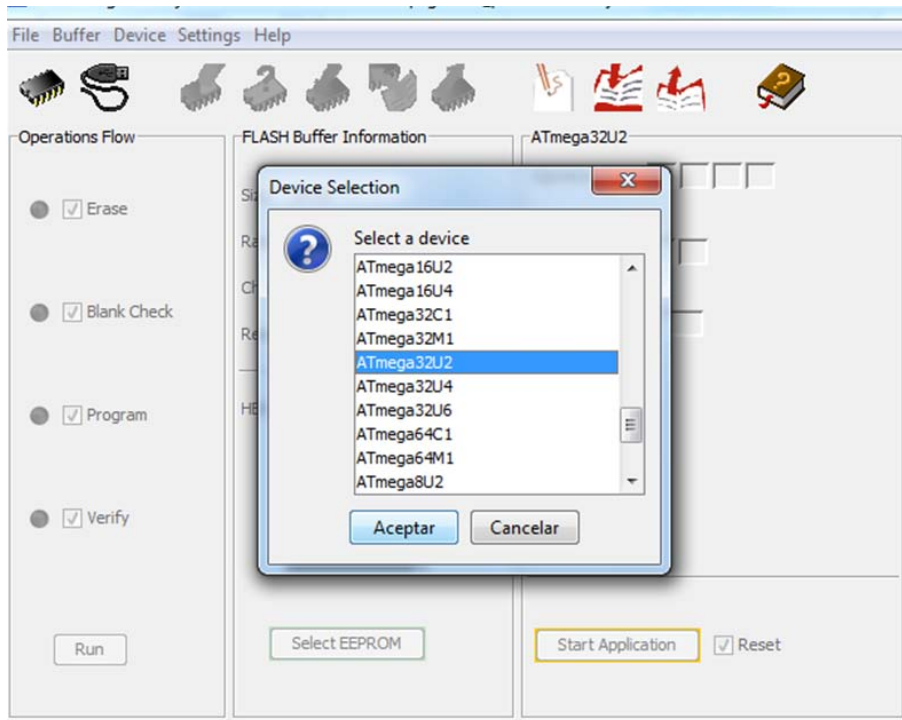 File Buffer Device Settings Help
Operations Flow
FLASH Buffer Information
ATmega32U2
Erase
Blank Check
Program
Verify
Run
Device Selection
Select a device
ATmega16U2
ATmega16U4
ATmega32C1
ATmega32M1
ATmega32U2
ATmega32U4
ATmega32U6
ATmega64C1
ATmega64M1
ATmega8U2
Aceptar
Cancelar
Select EEPROM
Start Application
Reset